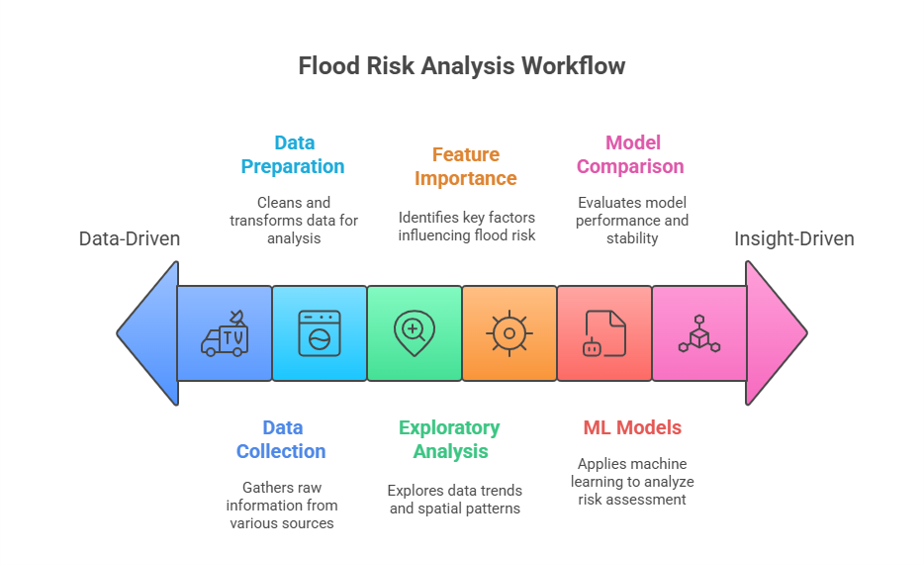 Flood Risk Analysis Workflow
Data
Preparation
Cleans and
transforms data for
analysis
Feature
Importance
Identifies key factors
influencing flood risk
Model
Comparison
Evaluates model
performance and
stability
Data-Driven
Insight-Driven
TV
Data
Collection
Gathers raw
information from
various sources
Exploratory
Analysis
Explores data trends
and spatial patterns
ML Models
Applies machine
learning to analyze
risk assessment